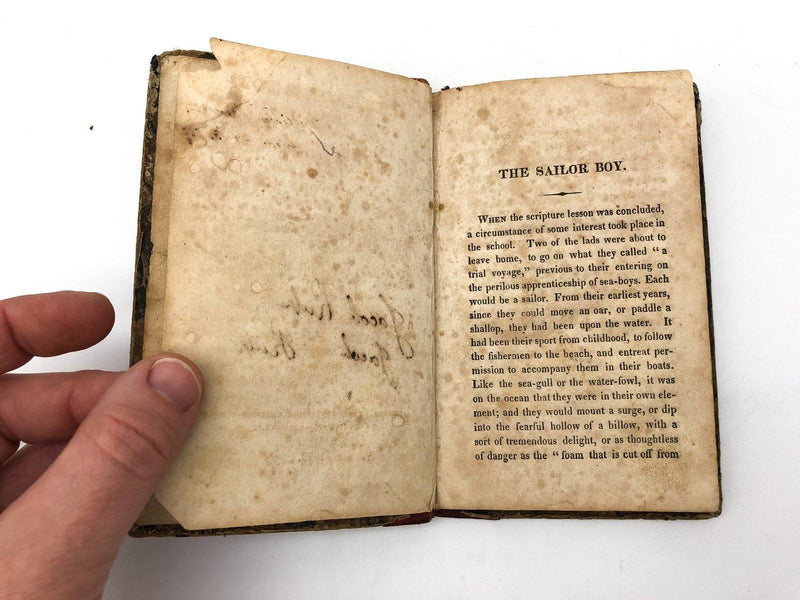 Jacob
Jacob
THE SAILOR BOY.
WHEN the scripture lesson was concluded,
a circumstance of some interest took place in
the school. Two of the lads were about to
leave home, to go on what they called “a
trial voyage,” previous to their entering on
the perilous apprenticeship of sea-boys. Each
would be a sailor. From their earliest years,
since they could move an oar, or paddle a
shallop, they had been upon the water. It
had been their sport from childhood, to follow
the fishermen to the beach, and entreat per-
mission to accompany them in their boats.
Like the sea-gull or the water-fowl, it was
on the ocean that they were in their own ele-
ment; and they would mount a surge, or dip
into the fearful hollow of a billow, with a
sort of tremendous delight, or as thoughtless
of danger as the “foam that is cut off from